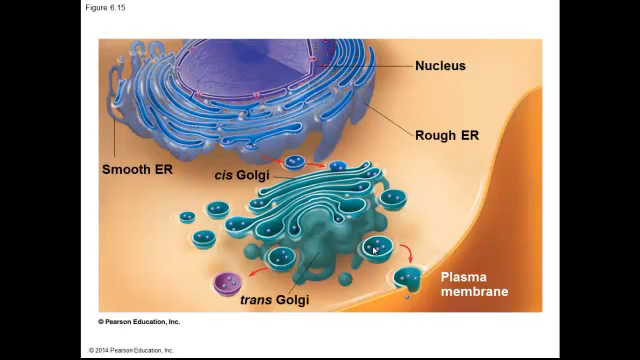 Figure 6.15
Nucleus
Rough ER
Smooth ER
cis Golgi
Plasma
membrane
trans Golgi
© Pearson Education, Inc.
© 2014 Pearson Education, Inc.